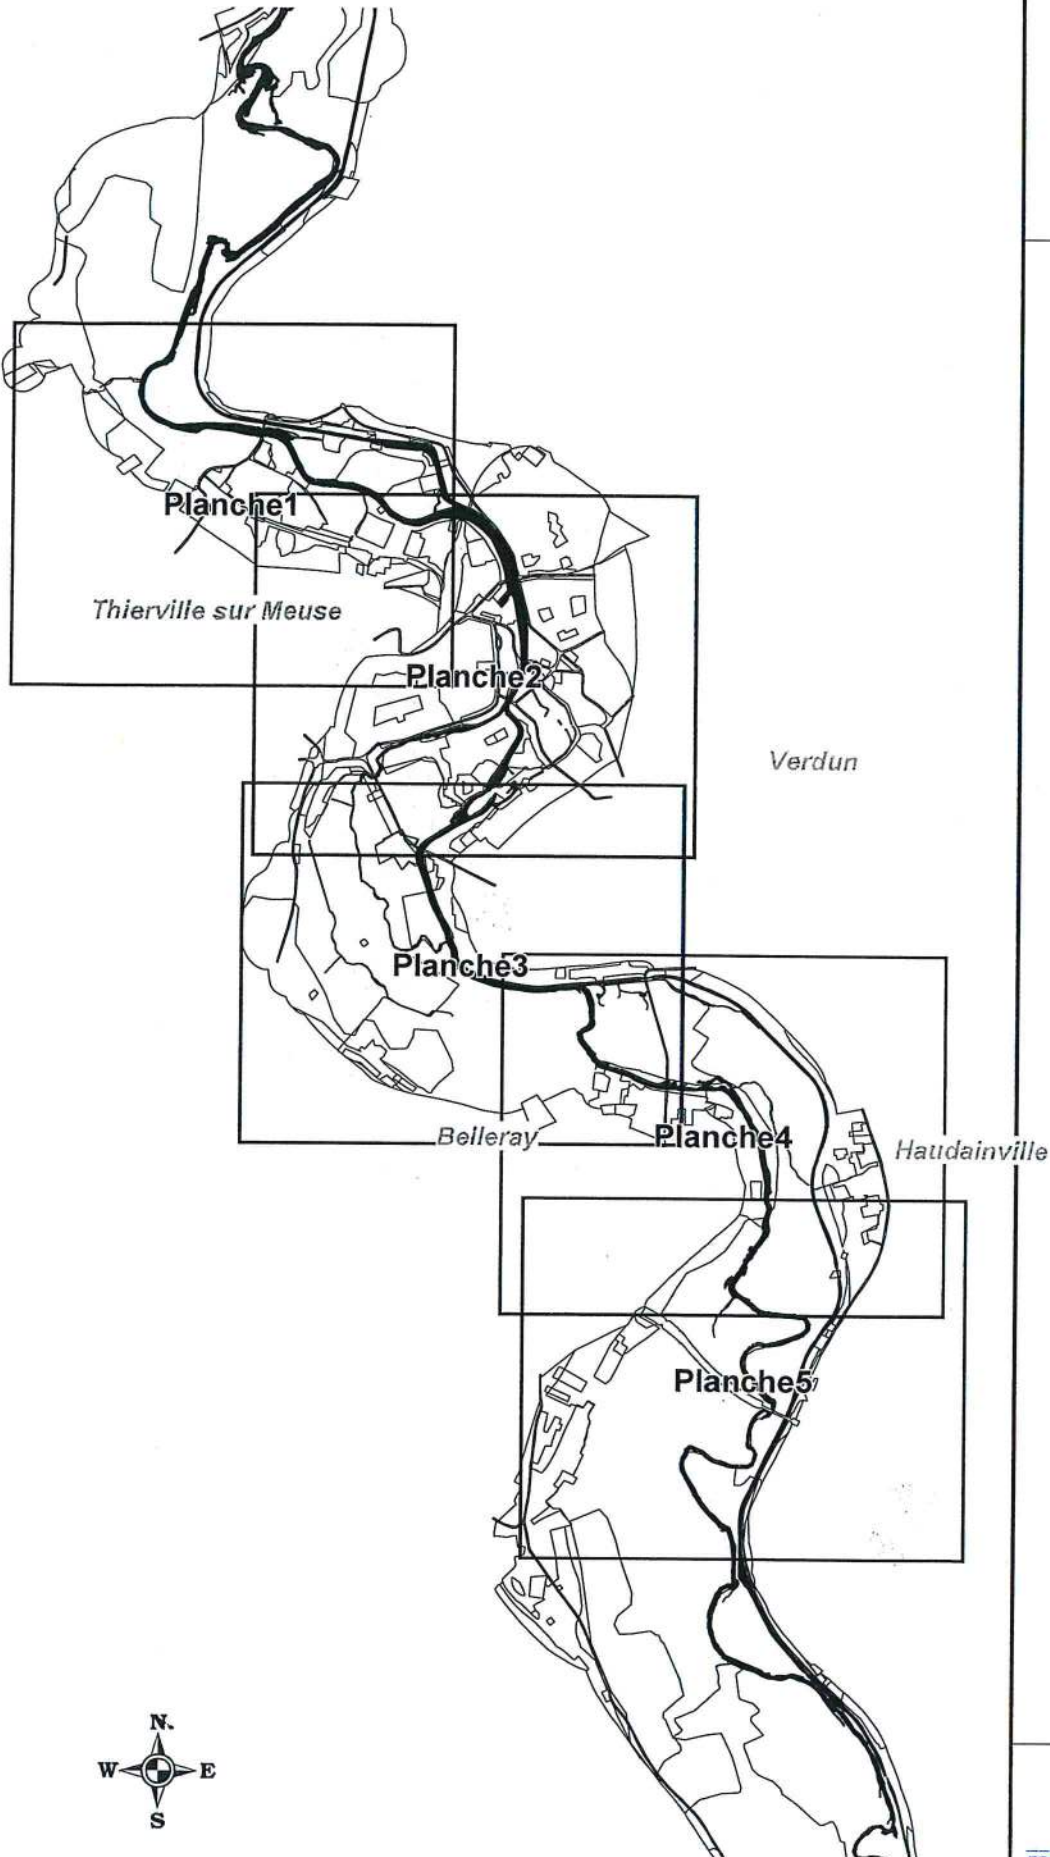 Planche1
Thierville sur Meuse
Planche2
Verdun
Planche3
Belleray
Planche4
Haudainville
Planche5
N.
W E
S